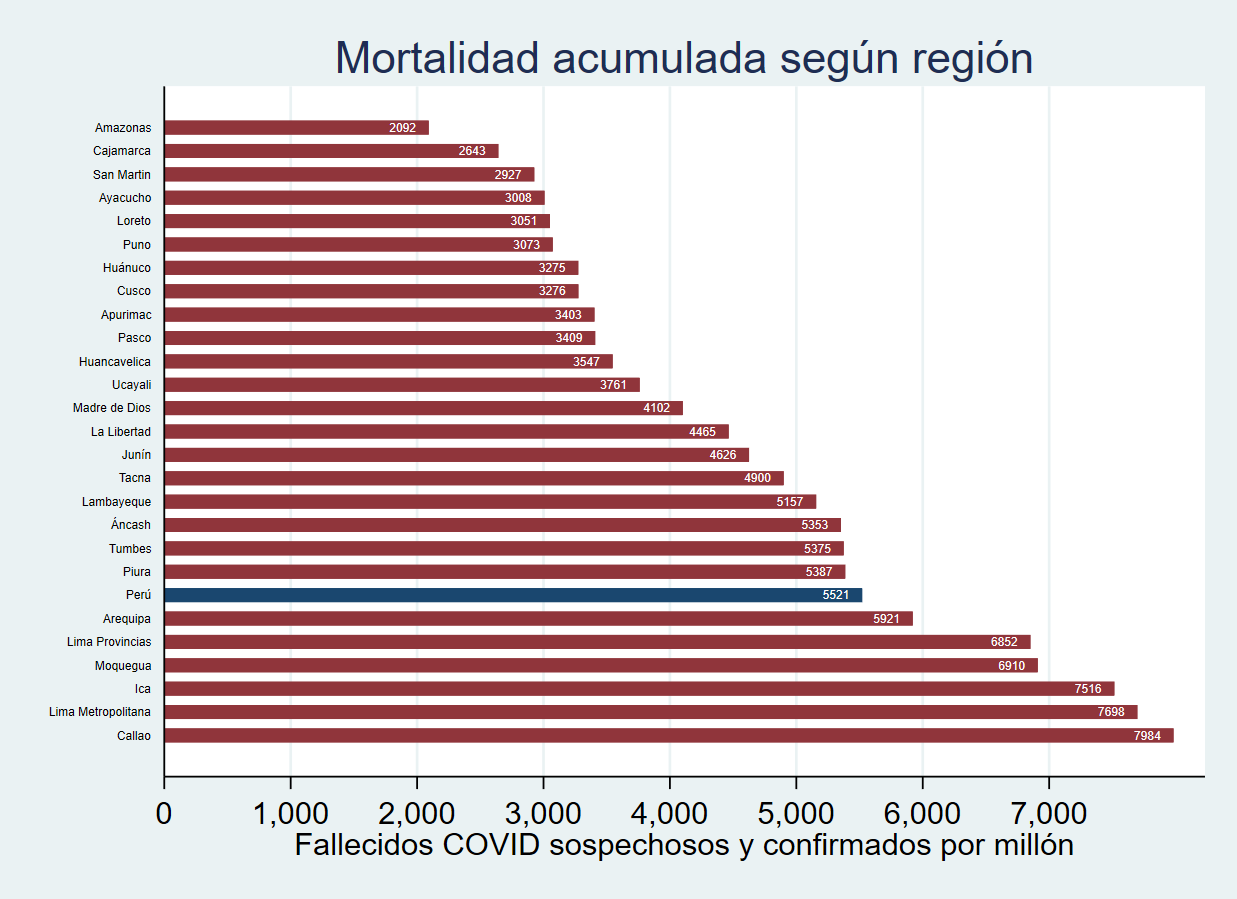 Mortalidad acumulada según región
Amazonas 2092
Cajamarca 2643
San Martin 2927
Ayacucho 3008
Loreto 3051
Puno 3073
Huánuco 3275
Cusco 3276
Apurimac 3403
Pasco 3409
Huancavelica 3547
Ucayali 3761
Madre de Dios 4102
La Libertad 4465
Junín 4626
Tacna 4900
Lambayeque 5157
Áncash 5353
Tumbes 5375
Piura 5387
Perú 5521
Arequipa 5921
Lima Provincias 6852
Moquegua 6910
Ica 7516
Lima Metropolitana 7698
Callao 7984
0 1,000 2,000 3,000 4,000 5,000 6,000 7,000
Fallecidos COVID sospechosos y confirmados por millón